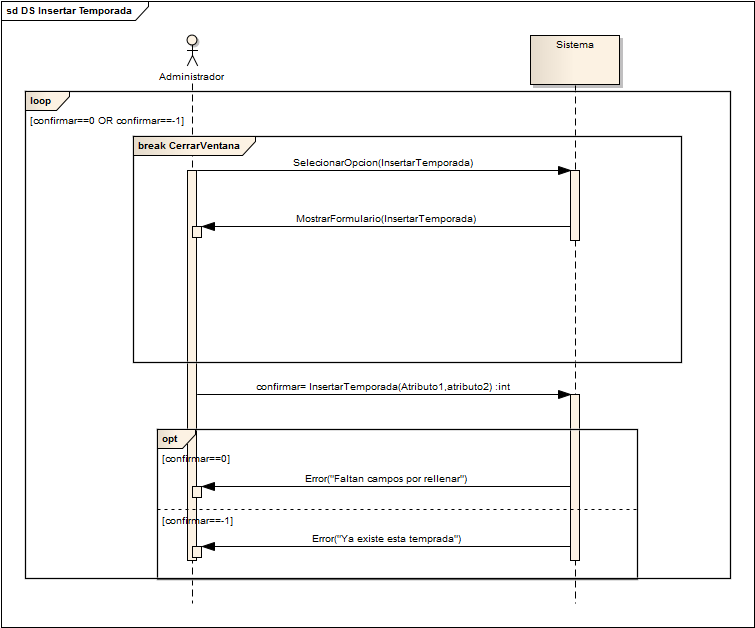 sd DS Insertar Temporada
Administrador
Sistema
loop
[confirmar==0 OR confirmar==-1]
break CerrarVentana
SelecionarOpcion(InsertarTemporada)
MostrarFormulario(InsertarTemporada)
confirmar= InsertarTemporada(Atributo1,atributo2) :int
opt
[confirmar==0]
Error("Faltan campos por rellenar")
[confirmar==-1]
Error("Ya existe esta temprada")